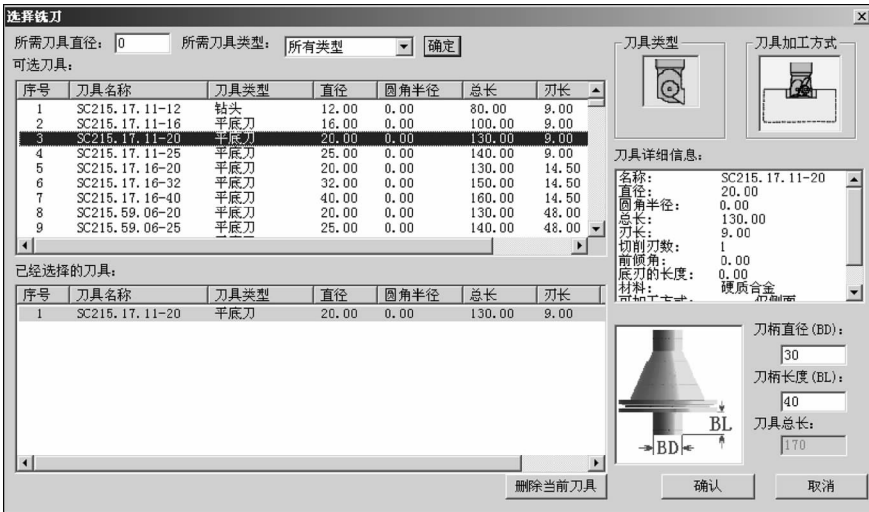 选择铣刀
所需刀具直径: 0 所需刀具类型: 所有类型 确定
可选刀具:
序号 刀具名称 刀具类型 直径 圆角半径 总长 刃长
1 SC215.17.11-12 钻头 12.00 0.00 80.00 9.00
2 SC215.17.11-16 平底刀 16.00 0.00 100.00 9.00
3 SC215.17.11-20 平底刀 20.00 0.00 130.00 9.00
4 SC215.17.11-25 平底刀 25.00 0.00 140.00 9.00
5 SC215.17.16-20 平底刀 20.00 0.00 130.00 14.50
6 SC215.17.16-32 平底刀 32.00 0.00 150.00 14.50
7 SC215.17.16-40 平底刀 40.00 0.00 160.00 14.50
8 SC215.59.06-20 平底刀 20.00 0.00 130.00 48.00
9 SC215.59.06-25 平底刀 25.00 0.00 140.00 48.00
已经选择的刀具:
序号 刀具名称 刀具类型 直径 圆角半径 总长 刃长
1 SC215.17.11-20 平底刀 20.00 0.00 130.00 9.00
删除当前刀具
刀具类型 刀具加工方式
刀具详细信息:
名称: SC215.17.11-20
直径: 20.00
圆角半径: 0.00
总长: 130.00
刃长: 9.00
切削刃数: 1
前倾角: 0.00
底刃的长度: 0.00
材料: 硬质合金
可加工方式: 仅侧面
BL
BD
刀柄直径(BD):
30
刀柄长度(BL):
40
刀具总长:
170
确认 取消